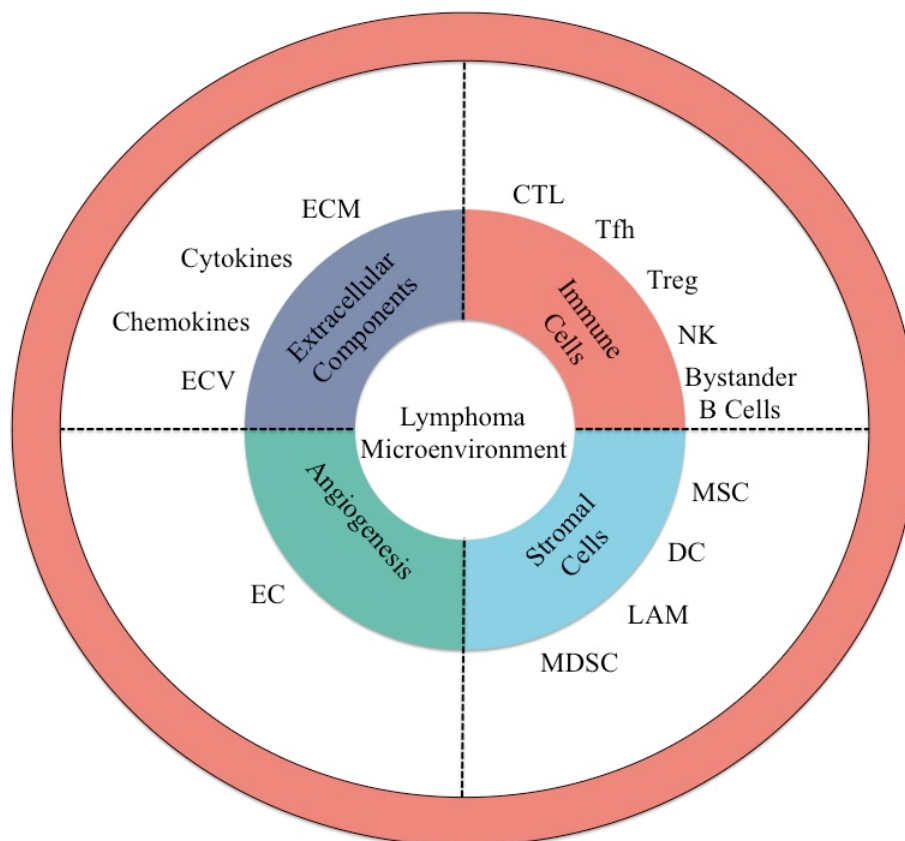 ECM
Cytokines
Chemokines
ECV
Extracellular
Components
CTL
Tfh
Treg
NK
Bystander
B Cells
Immune
Cells
Lymphoma
Microenvironment
Angiogenesis
EC
Stromal
Cells
MSC
DC
LAM
MDSC